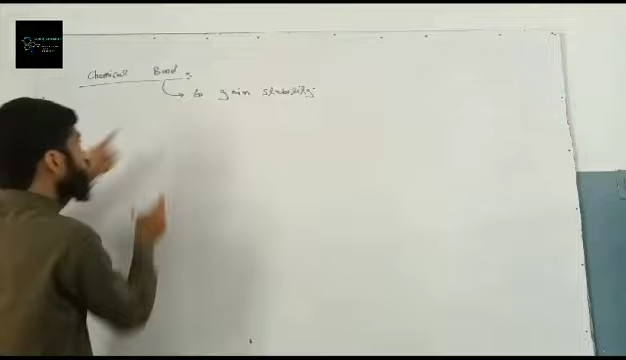 Chemical Bond :
→ to gain stability